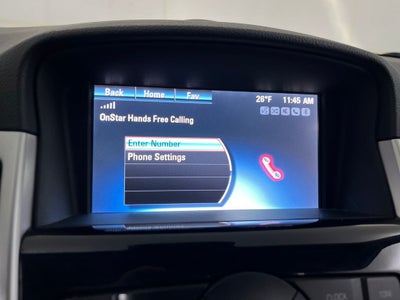 Back Home Fav
26°F 11:45 AM
OnStar Hands Free Calling
Enter Number
Phone Settings